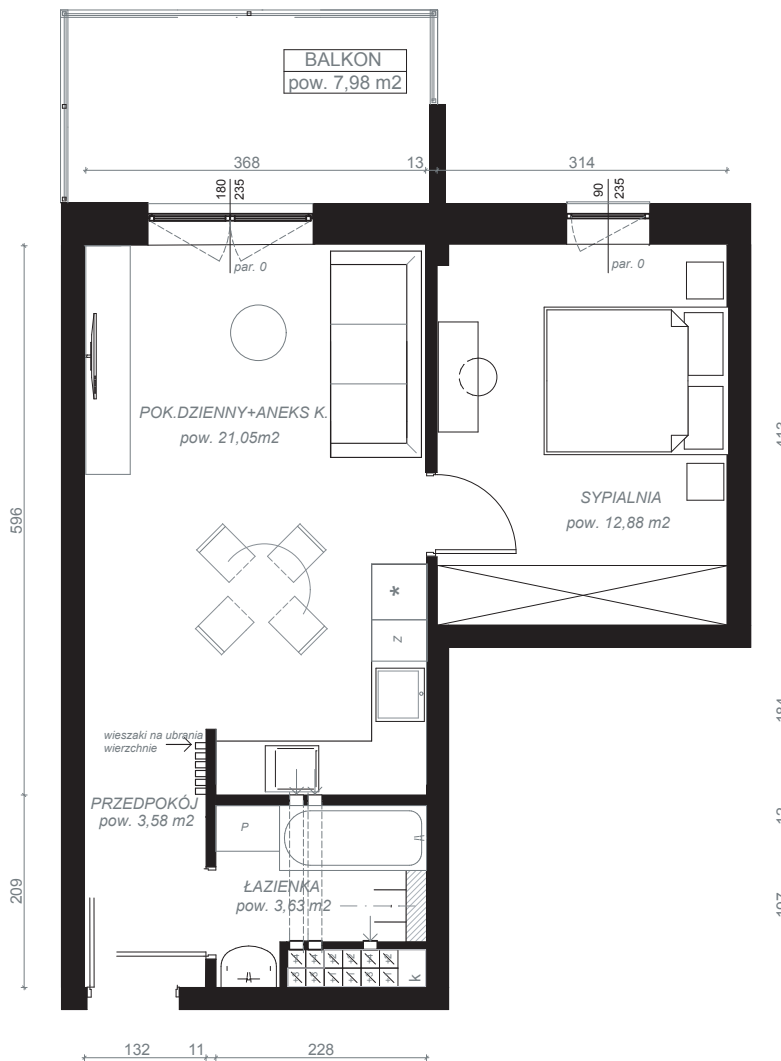 BALKON
pow. 7,98 m2
368
13
314
180
235
90
235
par. 0
par. 0
POK.DZIENNY+ANEKS K.
pow. 21,05m2
SYPIALNIA
pow. 12,88 m2
596
*
Z
wieszaki na ubrania
wierzchnie
PRZEDPOKÓJ
pow. 3,58 m2
P
ŁAZIENKA
pow. 3,63 m2
209
k
132
11
228